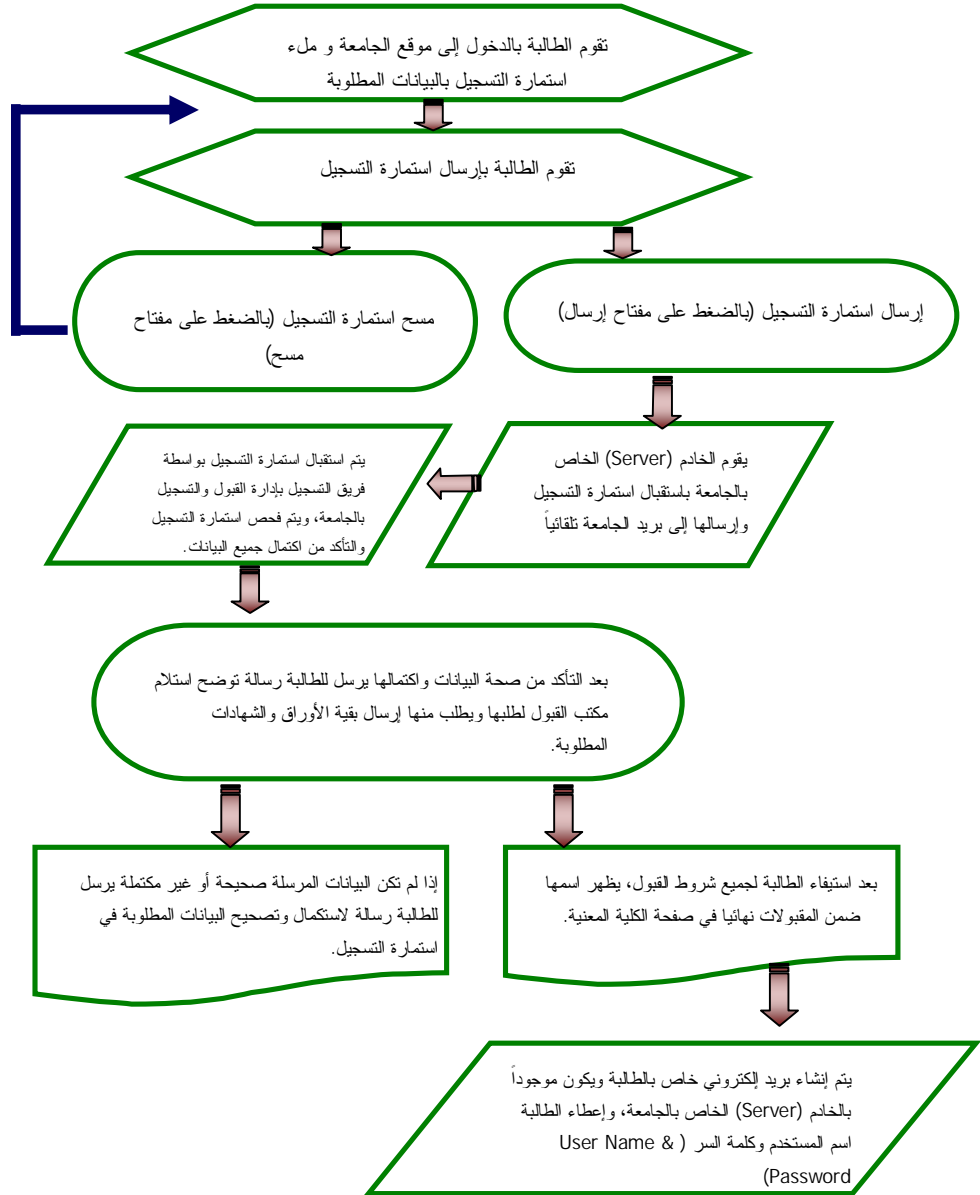 تقوم الطالبة بالدخول إلى موقع الجامعة و ملء
استمارة التسجيل بالبيانات المطلوبة
تقوم الطالبة بإرسال استمارة التسجيل
إرسال استمارة التسجيل (بالضغط على مفتاح إرسال)
مسح استمارة التسجيل (بالضغط على مفتاح
مسح)
يقوم الخادم (Server) الخاص
بالجامعة باستقبال استمارة التسجيل
وإرسالها إلى بريد الجامعة تلقائياً
يتم استقبال استمارة التسجيل بواسطة
فريق التسجيل بإدارة القبول والتسجيل
بالجامعة، ويتم فحص استمارة التسجيل
والتأكد من اكتمال جميع البيانات.
بعد التأكد من صحة البيانات واكتمالها يرسل للطالبة رسالة توضح استلام
مكتب القبول لطلبها ويطلب منها إرسال بقية الأوراق والشهادات
المطلوبة.
بعد استيفاء الطالبة لجميع شروط القبول، يظهر اسمها
ضمن المقبولات نهائيا في صفحة الكلية المعنية.
إذا لم تكن البيانات المرسلة صحيحة أو غير مكتملة يرسل
للطالبة رسالة لاستكمال وتصحيح البيانات المطلوبة في
استمارة التسجيل.
يتم إنشاء بريد إلكتروني خاص بالطالبة ويكون موجوداً
بالخادم (Server) الخاص بالجامعة، وإعطاء الطالبة
اسم المستخدم وكلمة السر ( & User Name
Password)